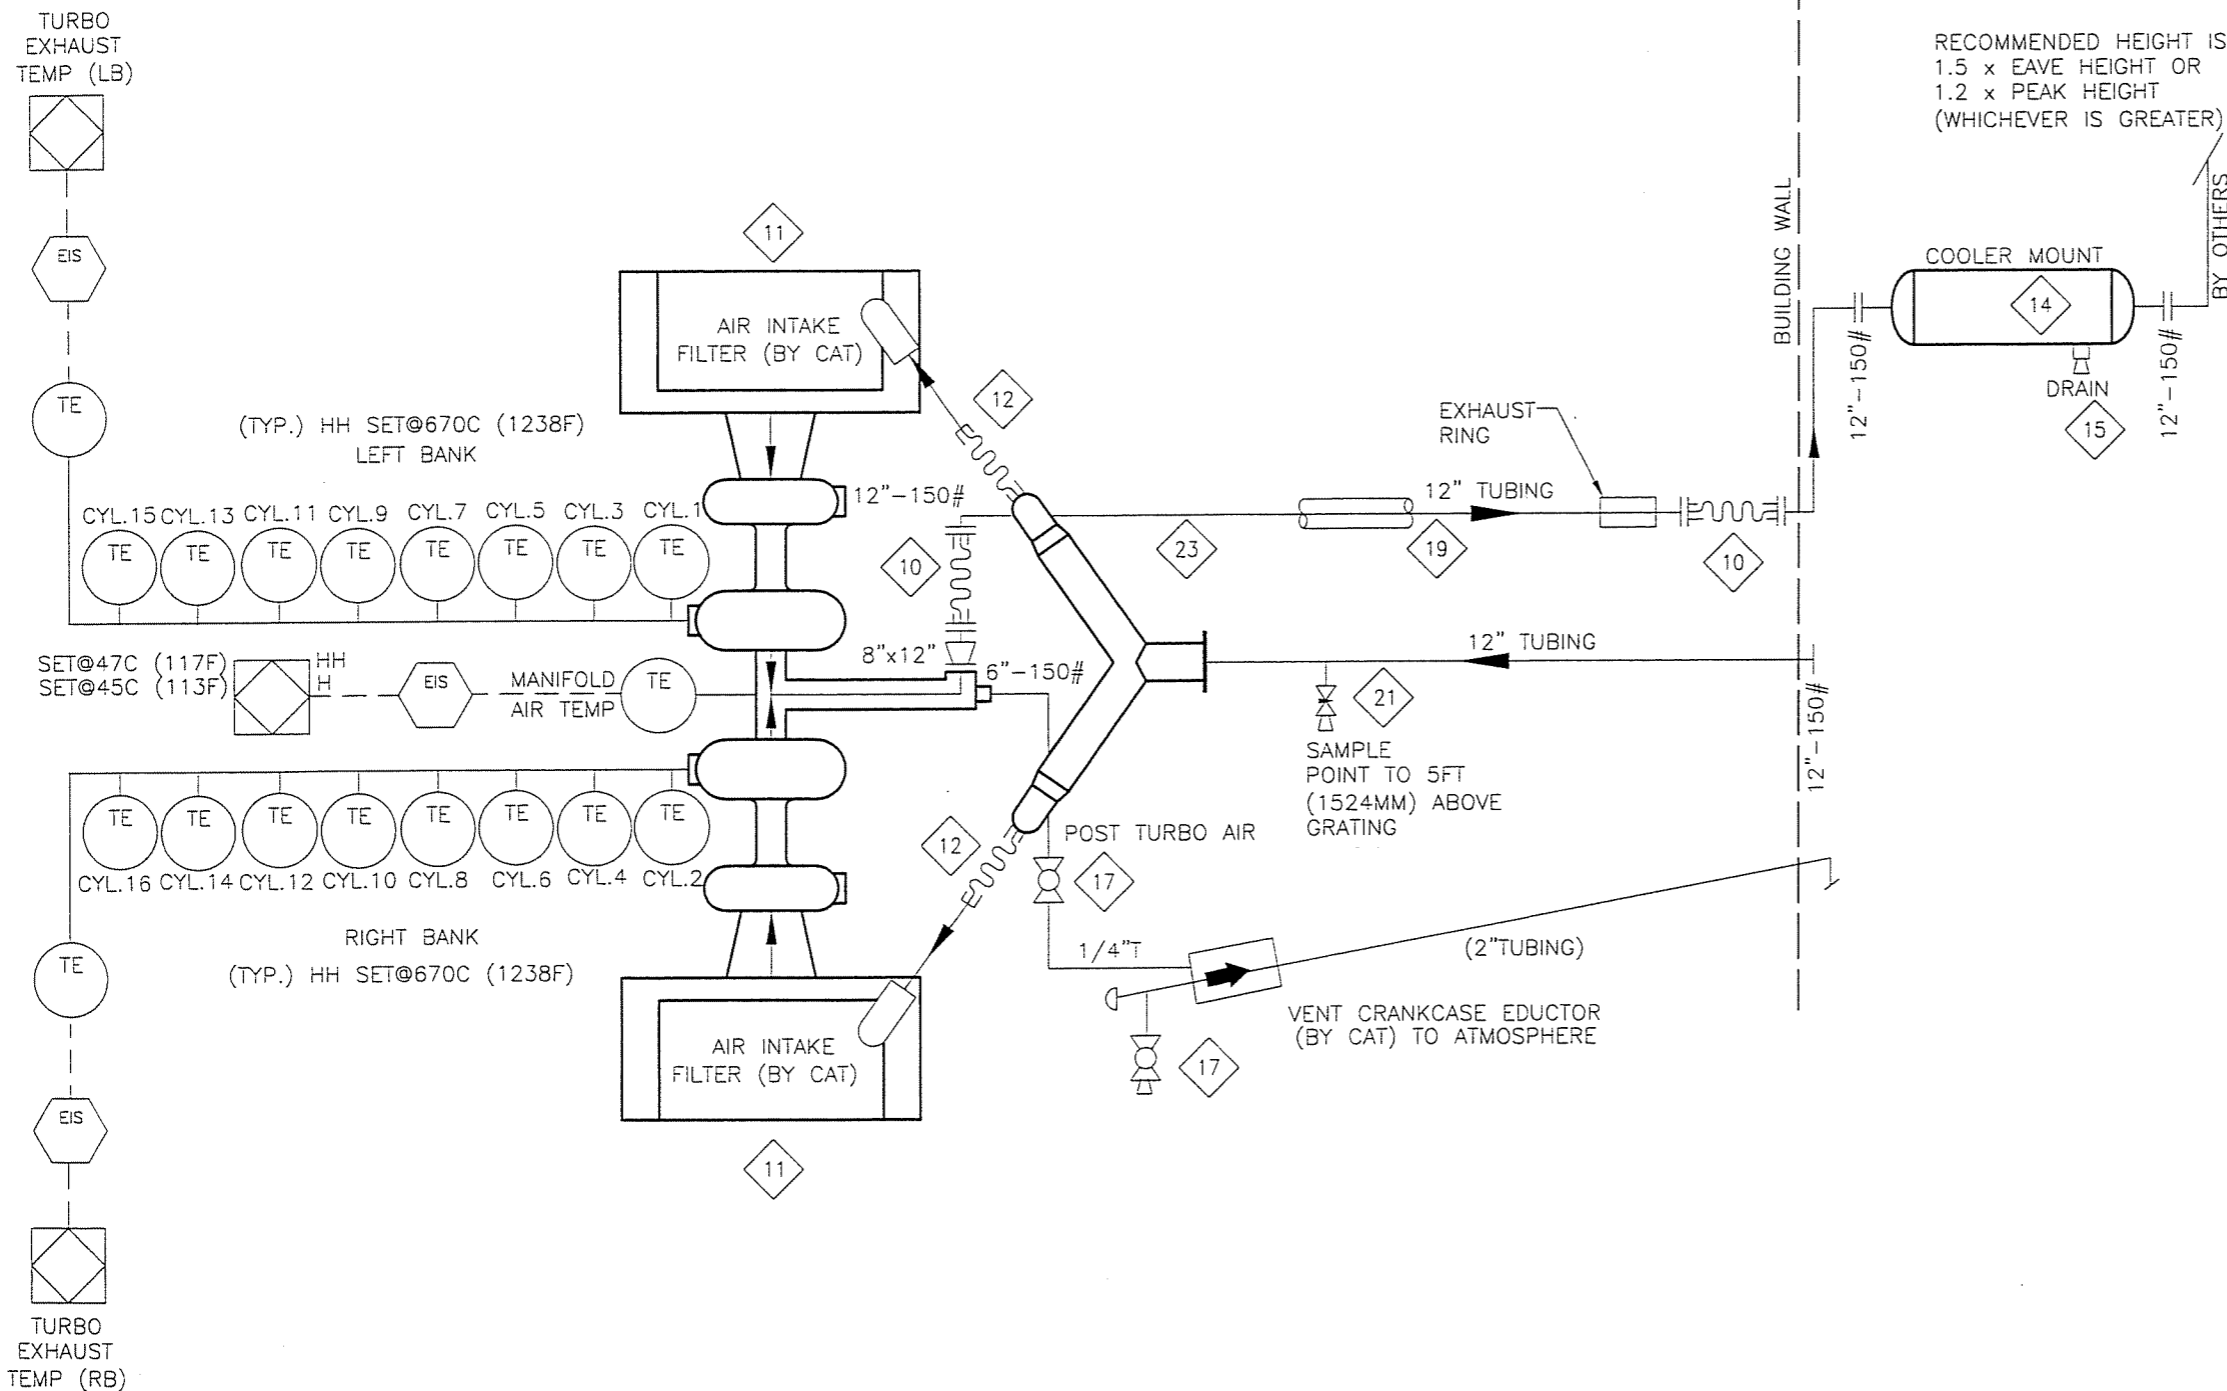 TURBO
EXHAUST
TEMP (LB)
RECOMMENDED HEIGHT IS
1.5 x EAVE HEIGHT OR
1.2 x PEAK HEIGHT
(WHICHEVER IS GREATER)
BY OTHERS
BUILDING WALL
11
EIS
COOLER MOUNT
14
AIR INTAKE
FILTER (BY CAT)
12"-150#
12"-150#
DRAIN
15
TE
12
(TYP.) HH SET@670C (1238F)
LEFT BANK
EXHAUST
RING
12"-150#
12" TUBING
CYL.15 CYL.13 CYL.11 CYL.9 CYL.7 CYL.5 CYL.3 CYL.1
TE TE TE TE TE TE TE TE
10
23
19
10
8"x12"
12" TUBING
SET@47C (117F) HH
SET@45C (113F) H
EIS
MANIFOLD
AIR TEMP
TE
6"-150#
21
12"-150#
SAMPLE
POINT TO 5FT
(1524MM) ABOVE
GRATING
TE TE TE TE TE TE TE TE
CYL.16 CYL.14 CYL.12 CYL.10 CYL.8 CYL.6 CYL.4 CYL.2
12
POST TURBO AIR
17
RIGHT BANK
(TYP.) HH SET@670C (1238F)
TE
1/4"T
(2"TUBING)
VENT CRANKCASE EDUCTOR
(BY CAT) TO ATMOSPHERE
17
AIR INTAKE
FILTER (BY CAT)
EIS
11
TURBO
EXHAUST
TEMP (RB)